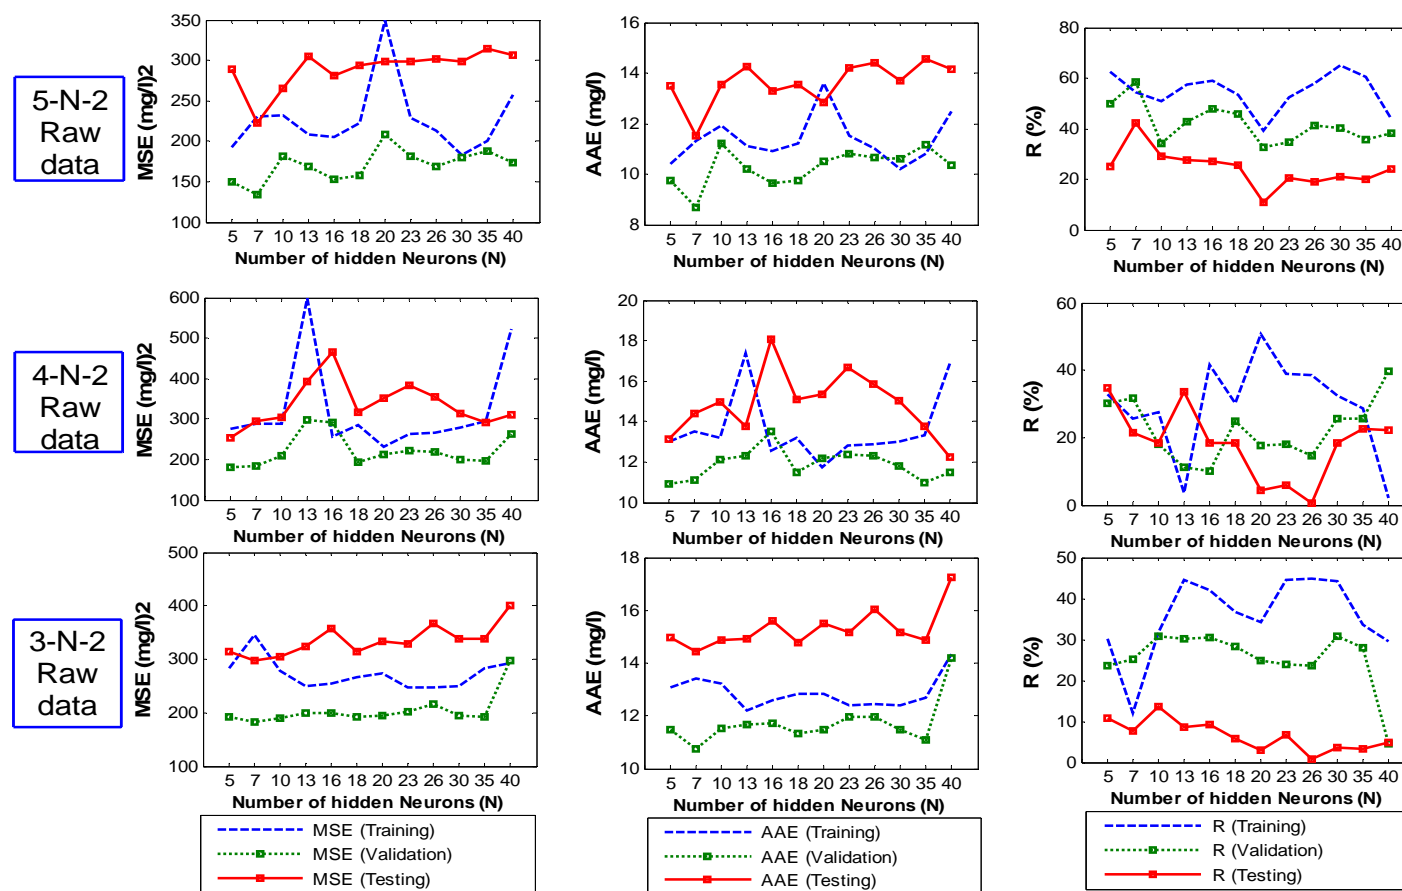 5-N-2
Raw
data
MSE (mg/l)2
350
300
250
200
150
100
5 7 10 13 16 18 20 23 26 30 35 40
Number of hidden Neurons (N)
AAE (mg/l)
16
14
12
10
8
5 7 10 13 16 18 20 23 26 30 35 40
Number of hidden Neurons (N)
R (%)
80
60
40
20
0
5 7 10 13 16 18 20 23 26 30 35 40
Number of hidden Neurons (N)
4-N-2
Raw
data
MSE (mg/l)2
600
500
400
300
200
100
5 7 10 13 16 18 20 23 26 30 35 40
Number of hidden Neurons (N)
AAE (mg/l)
20
18
16
14
12
10
5 7 10 13 16 18 20 23 26 30 35 40
Number of hidden Neurons (N)
R (%)
60
40
20
0
5 7 10 13 16 18 20 23 26 30 35 40
Number of hidden Neurons (N)
3-N-2
Raw
data
MSE (mg/l)2
500
400
300
200
100
5 7 10 13 16 18 20 23 26 30 35 40
Number of hidden Neurons (N)
AAE (mg/l)
18
16
14
12
10
5 7 10 13 16 18 20 23 26 30 35 40
Number of hidden Neurons (N)
R (%)
50
40
30
20
10
0
5 7 10 13 16 18 20 23 26 30 35 40
Number of hidden Neurons (N)
MSE (Training)
MSE (Validation)
MSE (Testing)
AAE (Training)
AAE (Validation)
AAE (Testing)
R (Training)
R (Validation)
R (Testing)